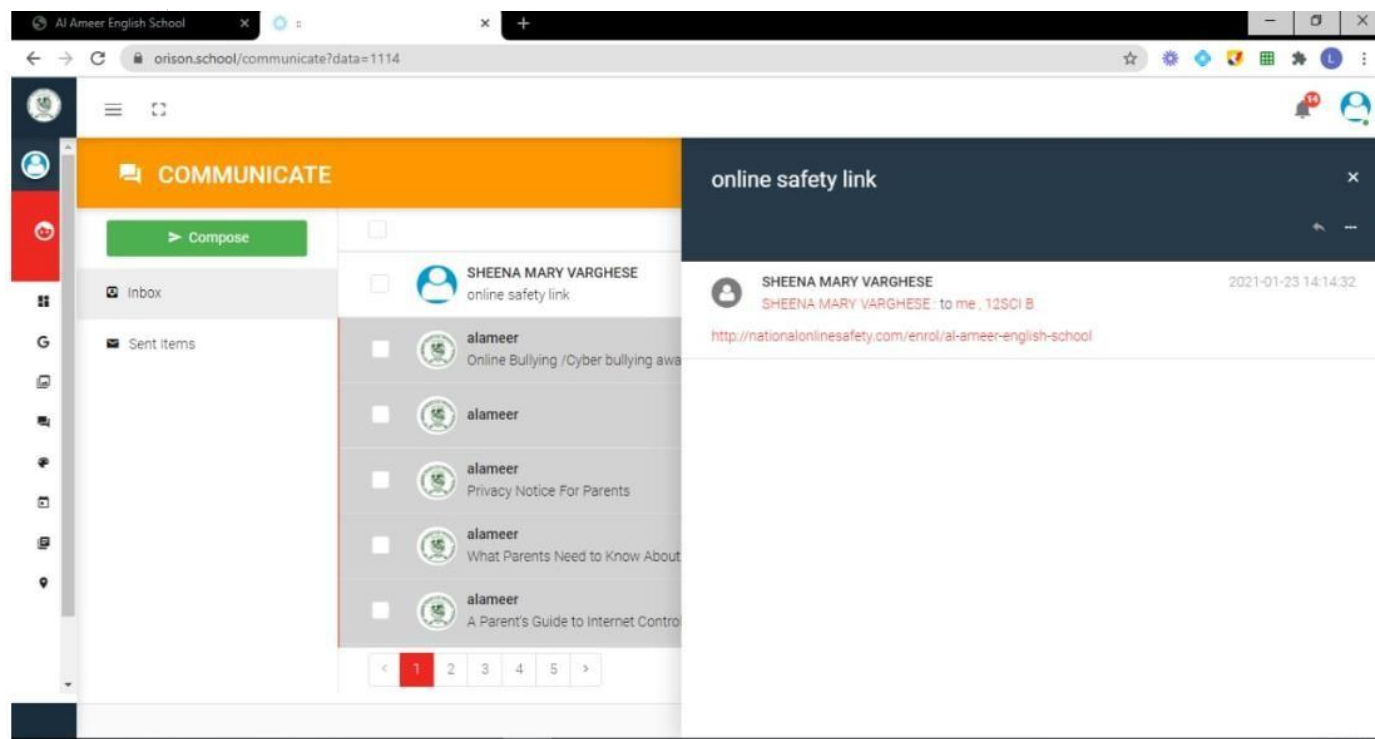 Al Ameer English School
orison.school/communicate?data=1114
L
14
COMMUNICATE
Compose
Inbox
Sent Items
SHEENA MARY VARGHESE
online safety link
alameer
Online Bullying /Cyber bullying awa
alameer
alameer
Privacy Notice For Parents
alameer
What Parents Need to Know About
alameer
A Parent's Guide to Internet Contro
< 1 2 3 4 5 >
online safety link
SHEENA MARY VARGHESE
2021-01-23 14:14:32
SHEENA MARY VARGHESE : to me , 12SCI B
http://nationalonlinesafety.com/enrol/al-ameer-english-school
G